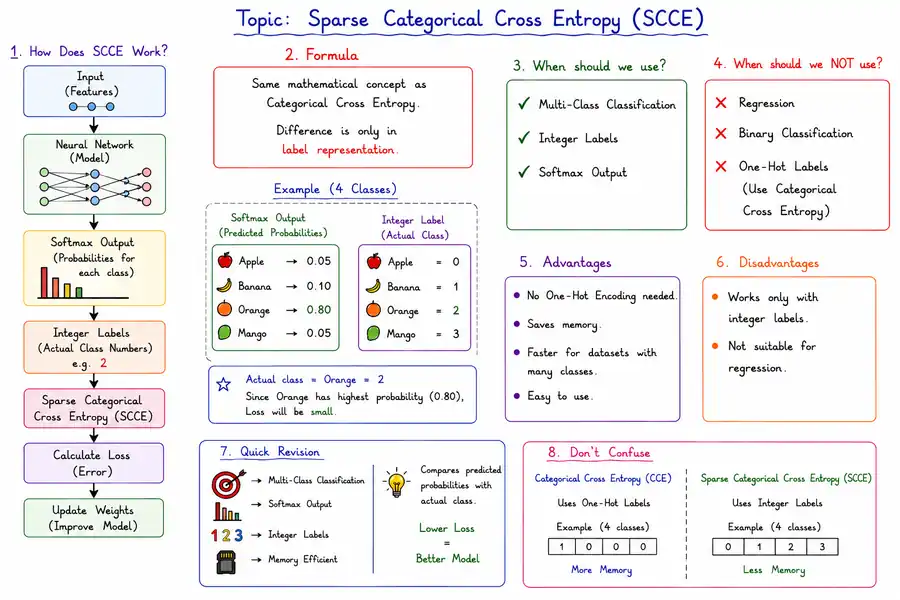 Topic: Sparse Categorical Cross Entropy (SCCE)
1. How Does SCCE Work?
Input
(Features)
Neural Network
(Model)
Softmax Output
(Probabilities for
each class)
Integer Labels
(Actual Class Numbers)
e.g. 2
Sparse Categorical
Cross Entropy (SCCE)
Calculate Loss
(Error)
Update Weights
(Improve Model)
2. Formula
Same mathematical concept as
Categorical Cross Entropy.
Difference is only in
label representation.
Example (4 Classes)
Softmax Output
(Predicted Probabilities)
Apple → 0.05
Banana → 0.10
Orange → 0.80
Mango → 0.05
Integer Label
(Actual Class)
Apple = 0
Banana = 1
Orange = 2
Mango = 3
Actual class = Orange = 2
Since Orange has highest probability (0.80),
Loss will be small.
3. When should we use?
✓ Multi-Class Classification
✓ Integer Labels
✓ Softmax Output
4. When should we NOT use?
✗ Regression
✗ Binary Classification
✗ One-Hot Labels
(Use Categorical
Cross Entropy)
5. Advantages
• No One-Hot Encoding needed.
• Saves memory.
• Faster for datasets with
many classes.
• Easy to use.
6. Disadvantages
• Works only with
integer labels.
• Not suitable for
regression.
7. Quick Revision
→ Multi-Class Classification
→ Softmax Output
1 2 3 → Integer Labels
→ Memory Efficient
Compares predicted
probabilities with
actual class.
Lower Loss
=
Better Model
8. Don't Confuse
Categorical Cross Entropy (CCE)
Uses One-Hot Labels
Example (4 classes)
1 0 0 0
More Memory
Sparse Categorical Cross Entropy (SCCE)
Uses Integer Labels
Example (4 classes)
0 1 2 3
Less Memory